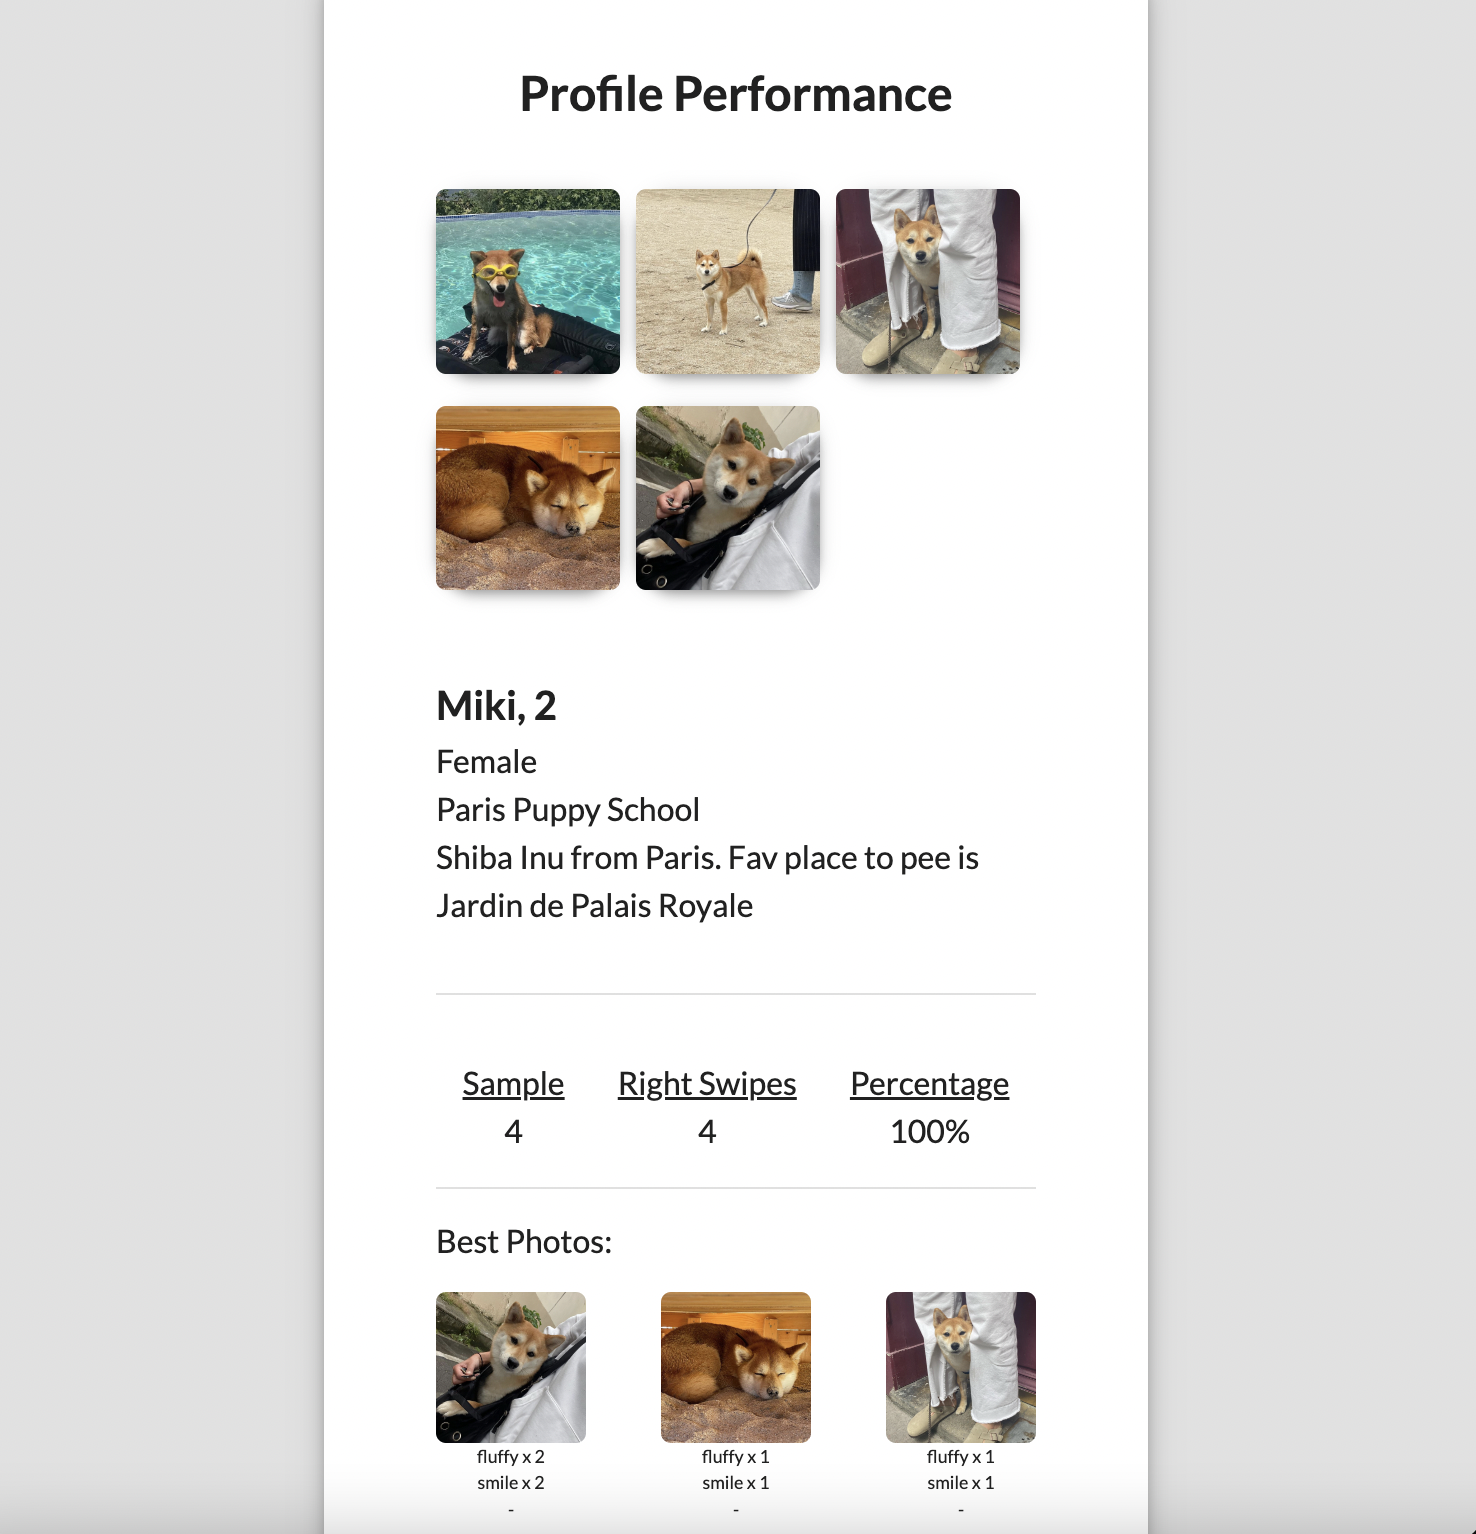 Profile Performance
Miki, 2
Female
Paris Puppy School
Shiba Inu from Paris. Fav place to pee is
Jardin de Palais Royale
Sample Right Swipes Percentage
4 4 100%
Best Photos:
fluffy x 2 fluffy x 1 fluffy x 1
smile x 2 smile x 1 smile x 1
- - -